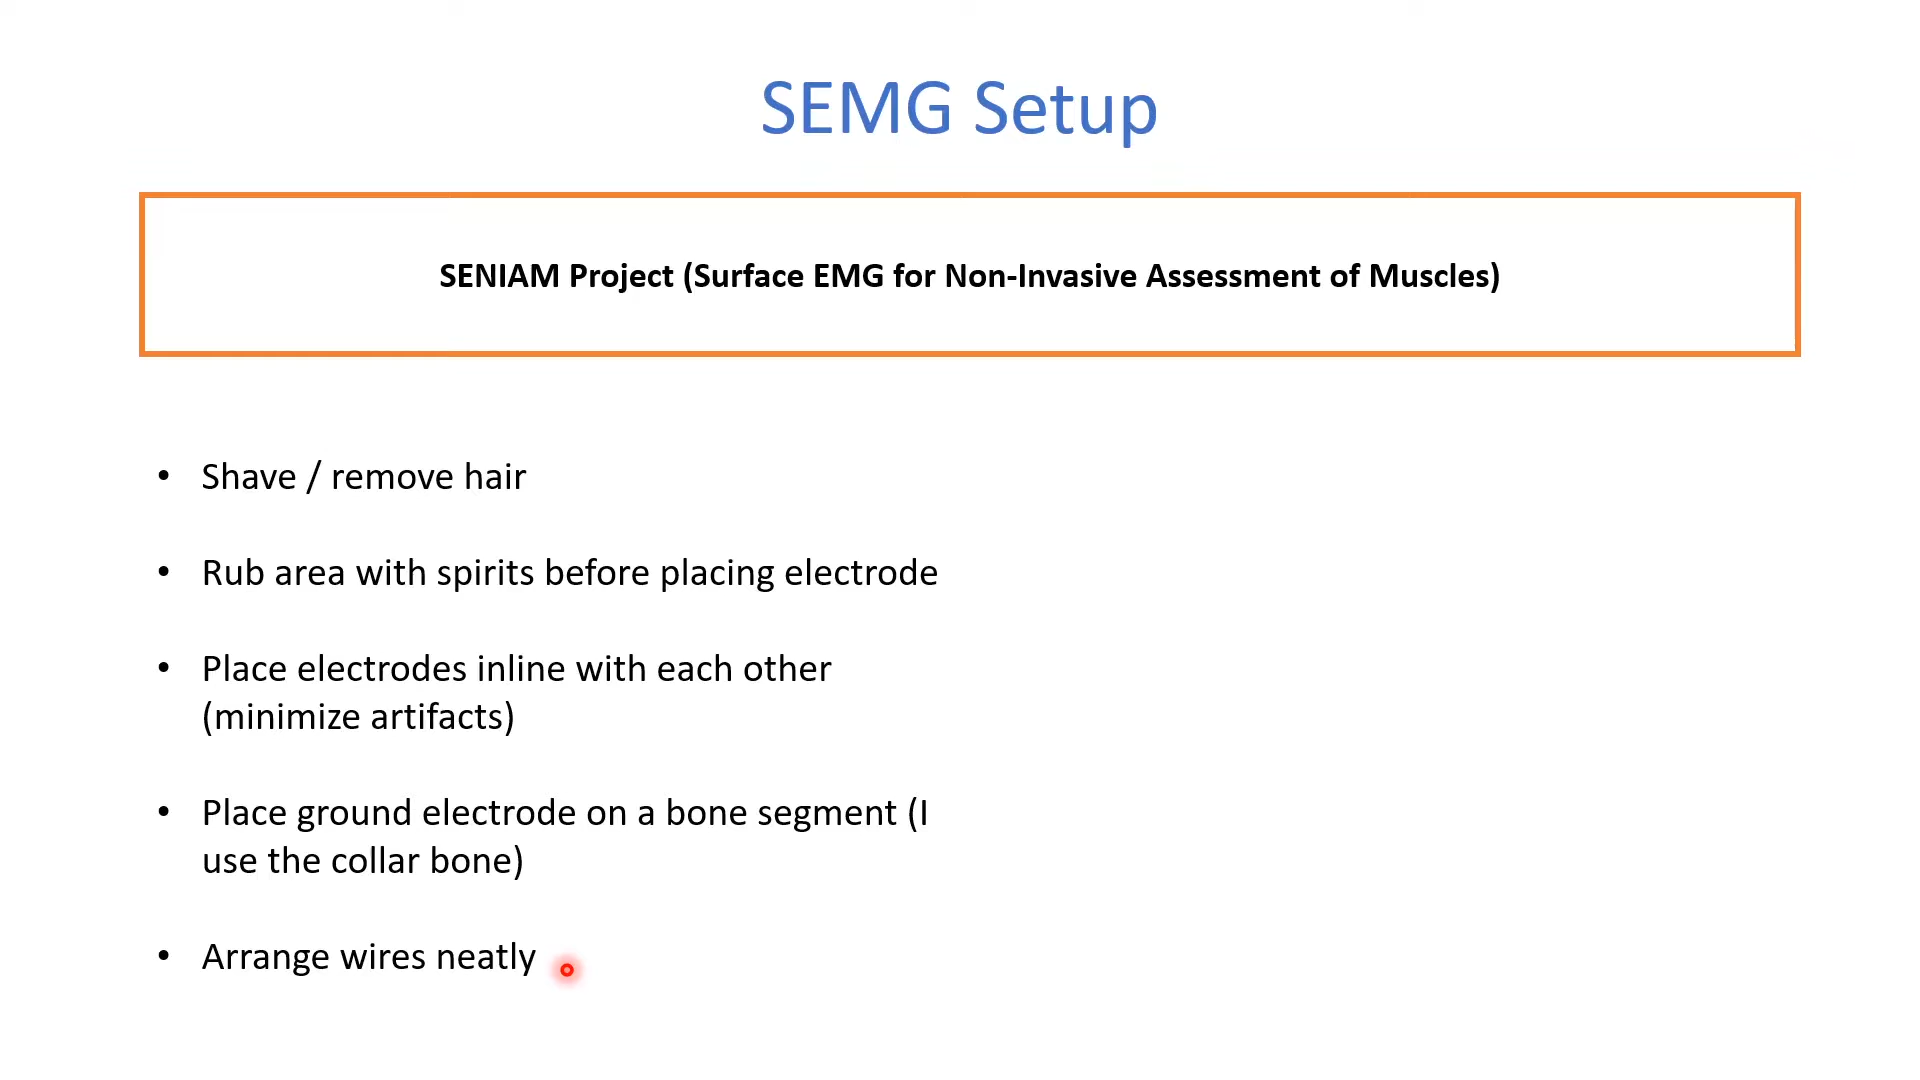 SEMG Setup
SENIAM Project (Surface EMG for Non-Invasive Assessment of Muscles)
• Shave / remove hair
• Rub area with spirits before placing electrode
• Place electrodes inline with each other
(minimize artifacts)
• Place ground electrode on a bone segment (I
use the collar bone)
• Arrange wires neatly